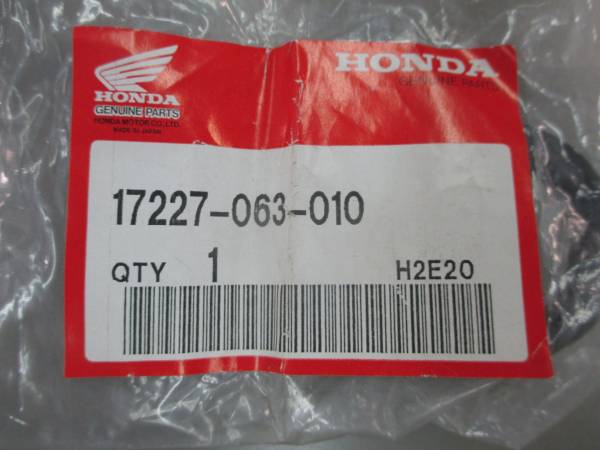 HONDA
GENUINE PARTS
HONDA MOTOR CO., LTD.
MADE IN JAPAN
HONDA
GENUINE PARTS
17227-063-010
QTY 1 H2E20